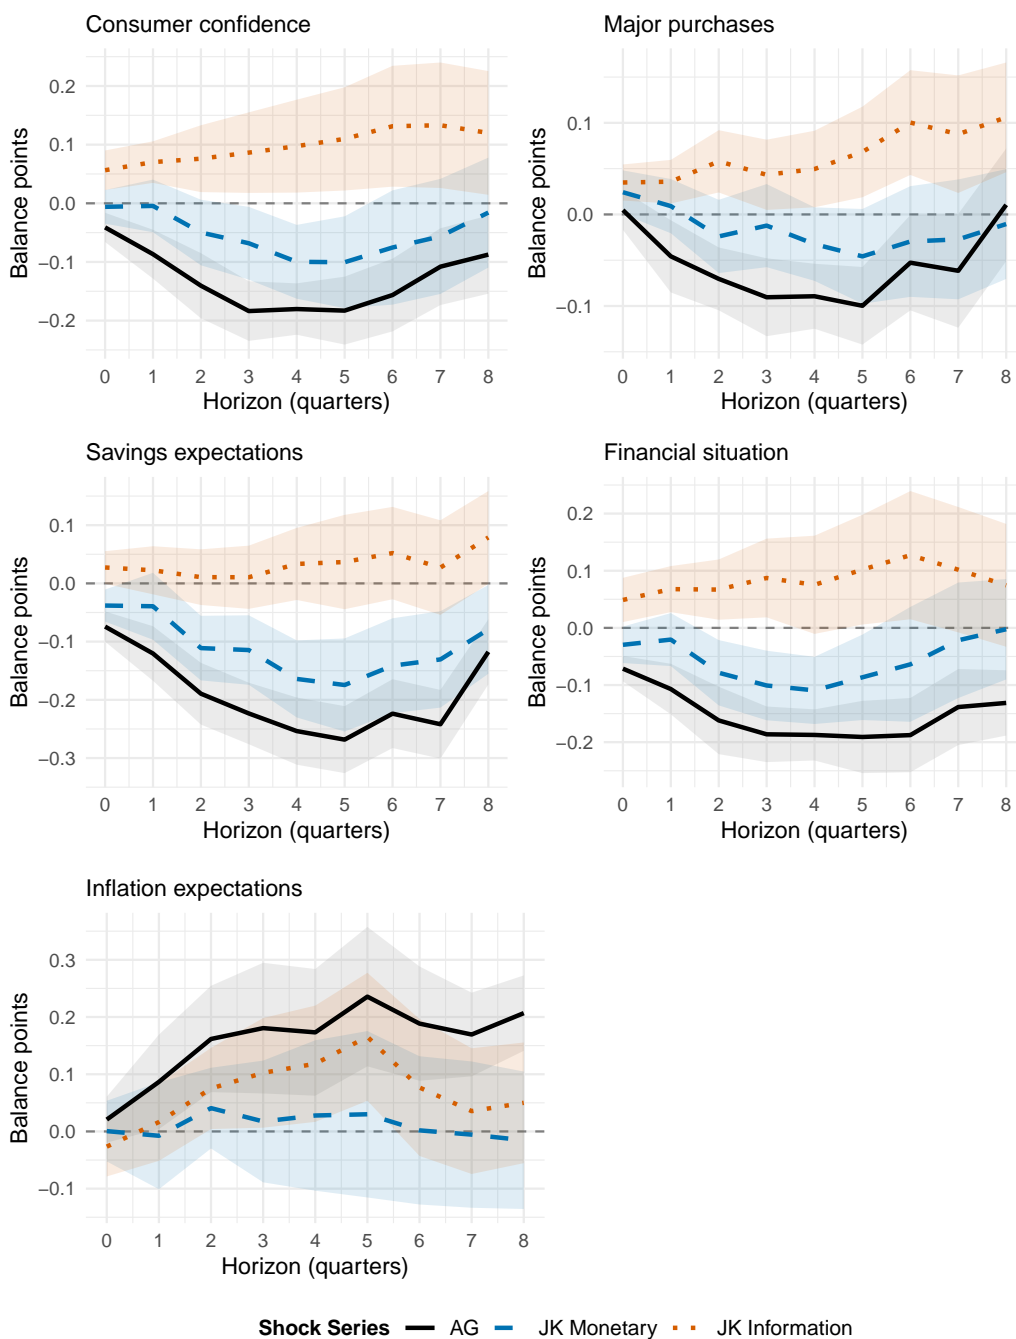 Consumer confidence
Balance points
0.2
0.1
0.0
−0.1
−0.2
0 1 2 3 4 5 6 7 8
Horizon (quarters)
Major purchases
Balance points
0.1
0.0
−0.1
0 1 2 3 4 5 6 7 8
Horizon (quarters)
Savings expectations
Balance points
0.1
0.0
−0.1
−0.2
−0.3
0 1 2 3 4 5 6 7 8
Horizon (quarters)
Financial situation
Balance points
0.2
0.1
0.0
−0.1
−0.2
0 1 2 3 4 5 6 7 8
Horizon (quarters)
Inflation expectations
Balance points
0.3
0.2
0.1
0.0
−0.1
0 1 2 3 4 5 6 7 8
Horizon (quarters)
Shock Series AG JK Monetary JK Information